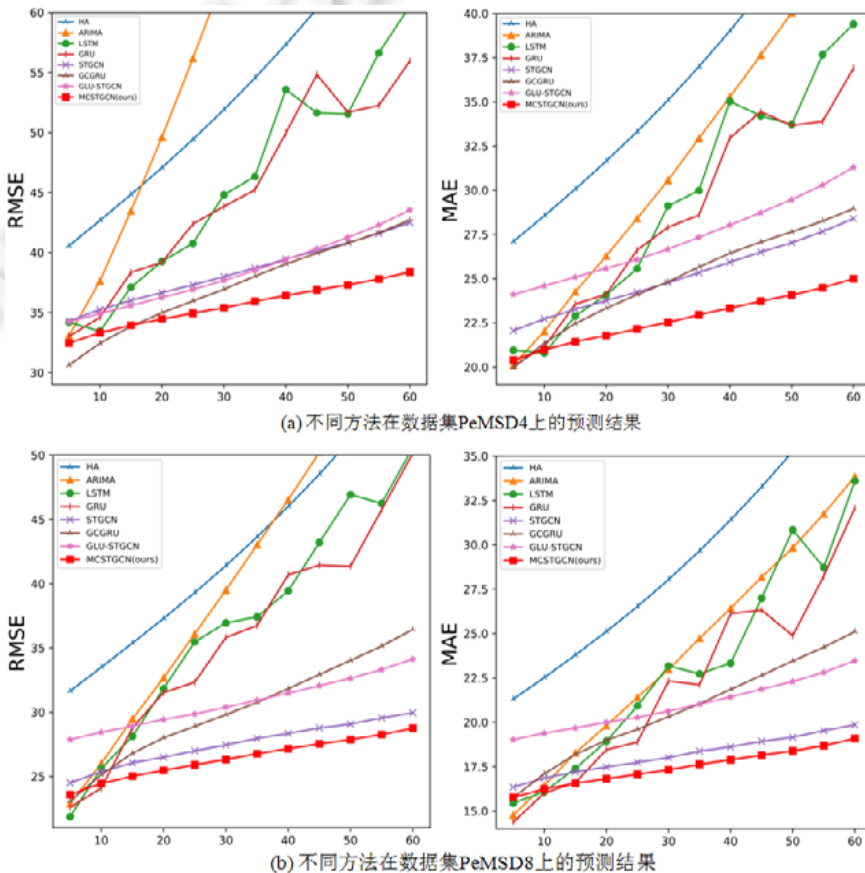 60
55
50
45
40
35
30
RMSE
HA
ARIMA
LSTM
GRU
STGCN
GCGRU
GLU-STGCN
MCSTGCN(ours)
10 20 30 40 50 60
40.0
37.5
35.0
32.5
30.0
27.5
25.0
22.5
20.0
MAE
HA
ARIMA
LSTM
GRU
STGCN
GCGRU
GLU-STGCN
MCSTGCN(ours)
10 20 30 40 50 60
(a) 不同方法在数据集PeMSD4上的预测结果
50
45
40
35
30
25
RMSE
HA
ARIMA
LSTM
GRU
STGCN
GCGRU
GLU-STGCN
MCSTGCN(ours)
10 20 30 40 50 60
35.0
32.5
30.0
27.5
25.0
22.5
20.0
17.5
15.0
MAE
HA
ARIMA
LSTM
GRU
STGCN
GCGRU
GLU-STGCN
MCSTGCN(ours)
10 20 30 40 50 60
(b) 不同方法在数据集PeMSD8上的预测结果